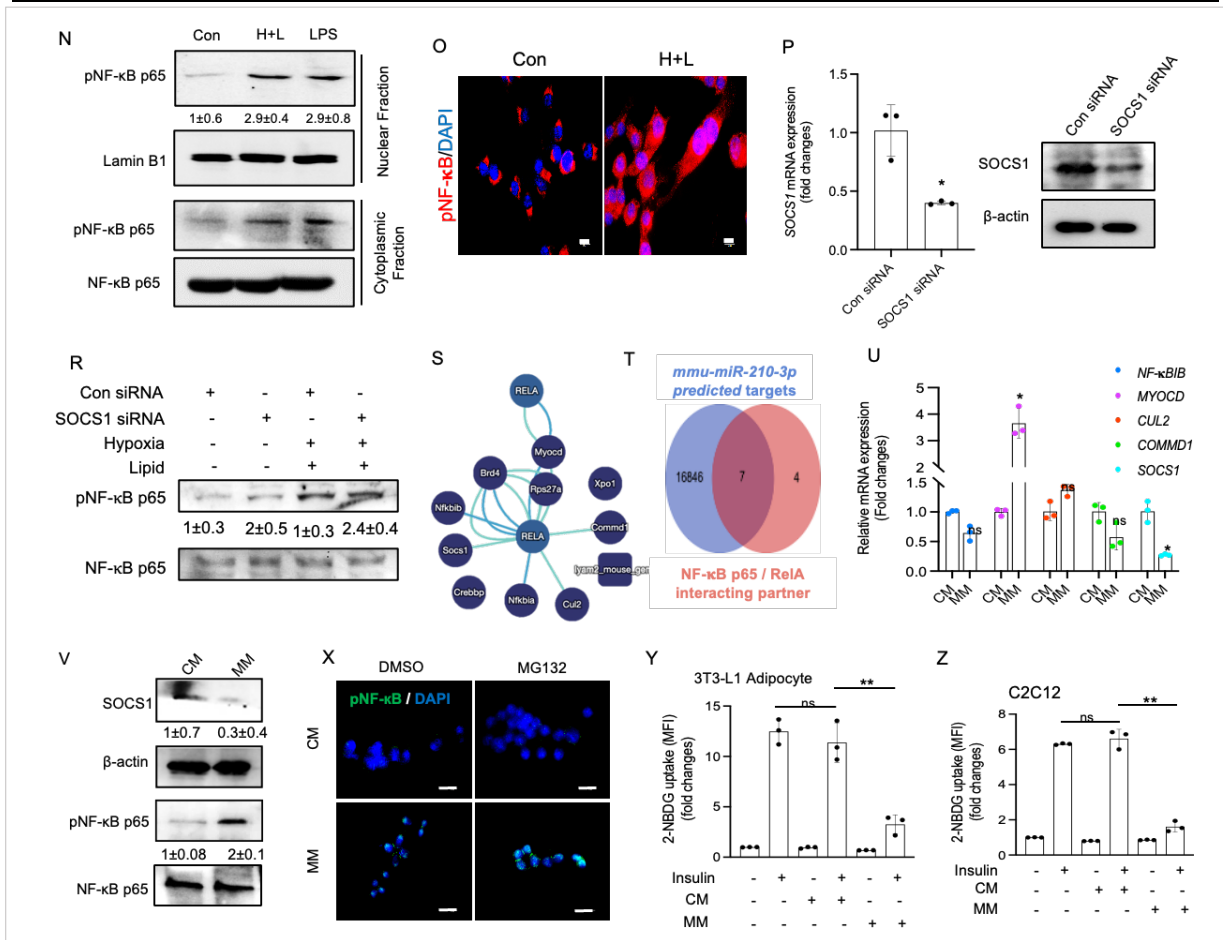 N
Con H+L LPS
pNF-κB p65
1±0.6 2.9±0.4 2.9±0.8
Lamin B1
Nuclear Fraction
pNF-κB p65
NF-κB p65
Cytoplasmic
Fraction
O
Con H+L
pNF-κB/DAPI
P
SOCS1 mRNA expression
(fold changes)
1.5
1.0
0.5
0.0
*
Con siRNA
SOCS1 siRNA
Con siRNA
SOCS1 siRNA
SOCS1
β-actin
R
Con siRNA + - + -
SOCS1 siRNA - + - +
Hypoxia - - + +
Lipid - - + +
pNF-κB p65
1±0.3 2±0.5 1±0.3 2.4±0.4
NF-κB p65
S
RELA
Myocd
Brd4
Rps27a
Xpo1
Nfkbib
RELA
Commd1
Socs1
lyam2_mouse_gen
Crebbp
Nfkbia
Cul2
T
mmu-miR-210-3p
predicted targets
16846 7 4
NF-κB p65 / RelA
interacting partner
U
Relative mRNA expression
(Fold changes)
5
4
3
2
1.5
1.0
0.5
0.0
ns
*
ns
ns
*
CM
MM
CM
MM
CM
MM
CM
MM
CM
MM
NF-κBIB
MYOCD
CUL2
COMMD1
SOCS1
V
CM MM
SOCS1
1±0.7 0.3±0.4
β-actin
pNF-κB p65
1±0.08 2±0.1
NF-κB p65
X
DMSO MG132
pNF-κB / DAPI
CM
MM
Y
3T3-L1 Adipocyte
2-NBDG uptake (MFI)
(fold changes)
15
10
5
0
ns
**
Insulin - + - + - +
CM - - + + - -
MM - - - - + +
Z
C2C12
2-NBDG uptake (MFI)
(fold changes)
8
6
4
2
0
ns
**
Insulin - + - + - +
CM - - + + - -
MM - - - - + +